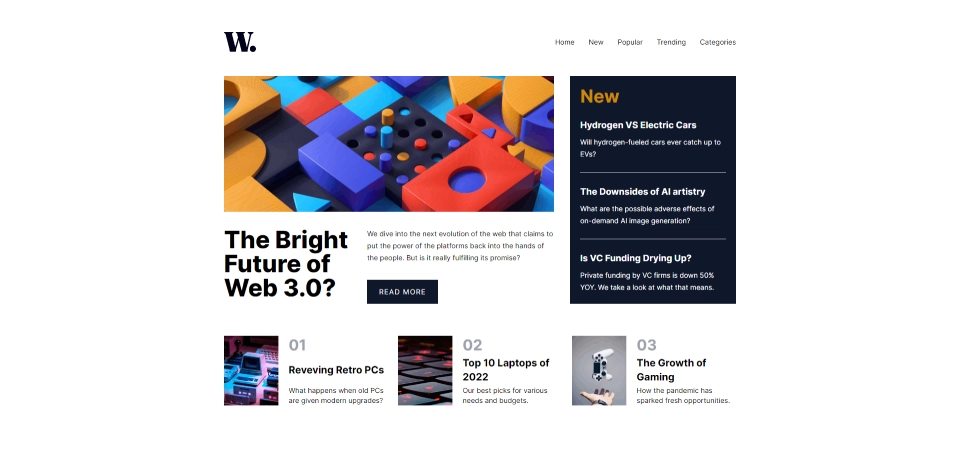 W.
Home New Popular Trending Categories
The Bright
Future of
Web 3.0?
We dive into the next evolution of the web that claims to
put the power of the platforms back into the hands of
the people. But is it really fulfilling its promise?
READ MORE
New
Hydrogen VS Electric Cars
Will hydrogen-fueled cars ever catch up to
EVs?
The Downsides of AI artistry
What are the possible adverse effects of
on-demand AI image generation?
Is VC Funding Drying Up?
Private funding by VC firms is down 50%
YOY. We take a look at what that means.
01
Reveving Retro PCs
What happens when old PCs
are given modern upgrades?
02
Top 10 Laptops of
2022
Our best picks for various
needs and budgets.
03
The Growth of
Gaming
How the pandemic has
sparked fresh opportunities.